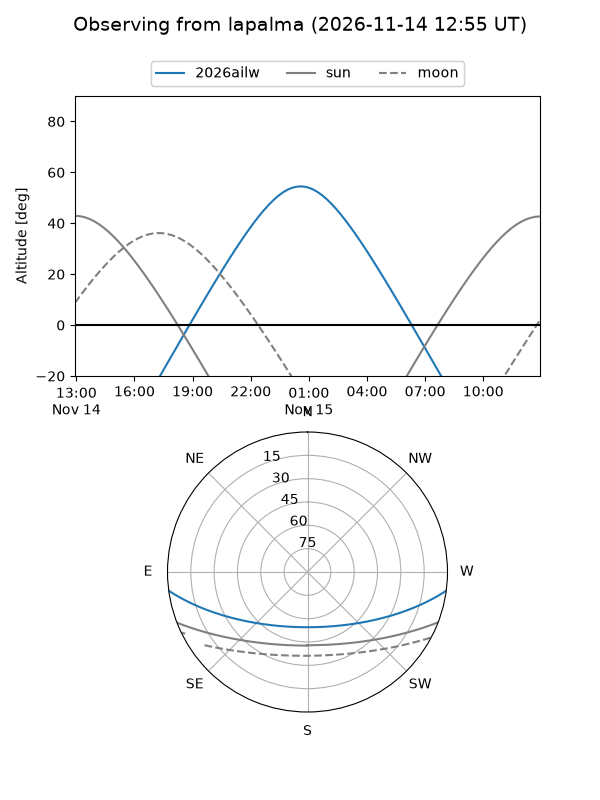 Observing from lapalma (2026-11-14 12:55 UT)
2026ailw sun moon
Altitude [deg]
80
60
40
20
0
−20
13:00 16:00 19:00 22:00 01:00 04:00 07:00 10:00
Nov 14 Nov 15
N
NE NW
15
30
45
60
75
E W
SE SW
S